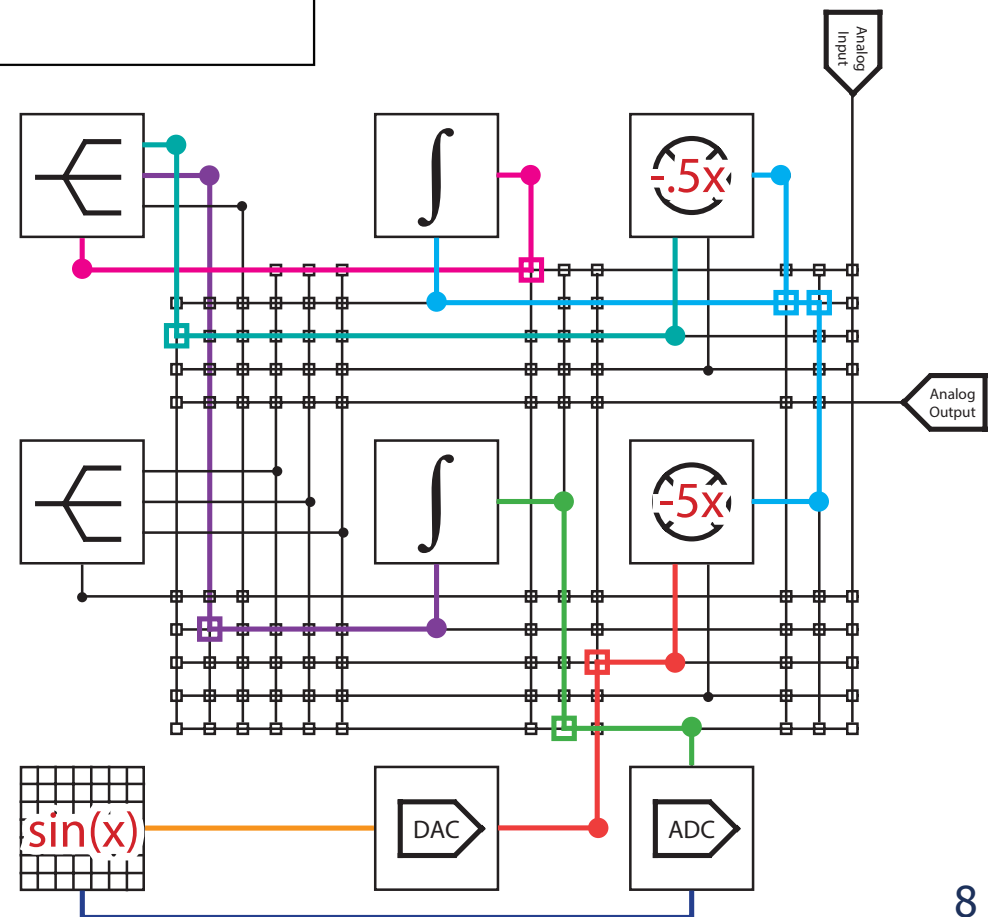 Analog
Input
∫
-.5x
Analog
Output
∫
-5x
sin(x)
DAC
ADC
8